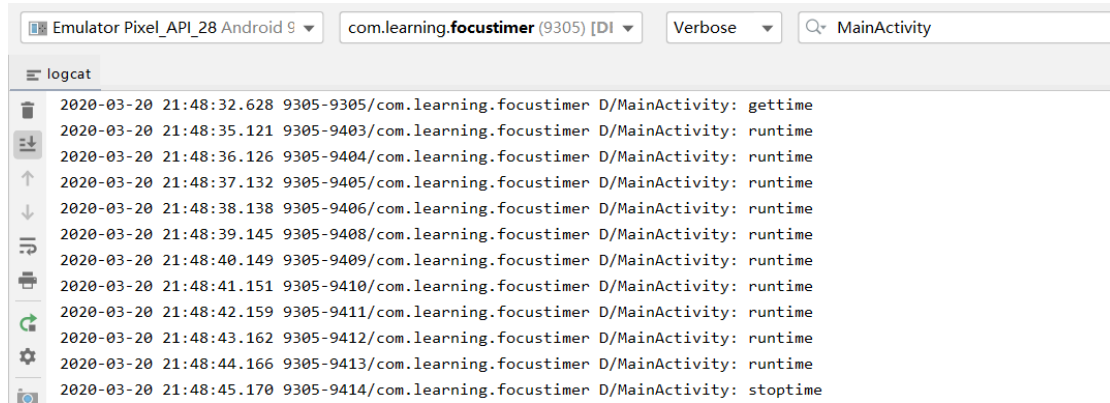 Emulator Pixel_API_28 Android 9 com.learning.focustimer (9305) [DI Verbose MainActivity
logcat
2020-03-20 21:48:32.628 9305-9305/com.learning.focustimer D/MainActivity: gettime
2020-03-20 21:48:35.121 9305-9403/com.learning.focustimer D/MainActivity: runtime
2020-03-20 21:48:36.126 9305-9404/com.learning.focustimer D/MainActivity: runtime
2020-03-20 21:48:37.132 9305-9405/com.learning.focustimer D/MainActivity: runtime
2020-03-20 21:48:38.138 9305-9406/com.learning.focustimer D/MainActivity: runtime
2020-03-20 21:48:39.145 9305-9408/com.learning.focustimer D/MainActivity: runtime
2020-03-20 21:48:40.149 9305-9409/com.learning.focustimer D/MainActivity: runtime
2020-03-20 21:48:41.151 9305-9410/com.learning.focustimer D/MainActivity: runtime
2020-03-20 21:48:42.159 9305-9411/com.learning.focustimer D/MainActivity: runtime
2020-03-20 21:48:43.162 9305-9412/com.learning.focustimer D/MainActivity: runtime
2020-03-20 21:48:44.166 9305-9413/com.learning.focustimer D/MainActivity: runtime
2020-03-20 21:48:45.170 9305-9414/com.learning.focustimer D/MainActivity: stoptime